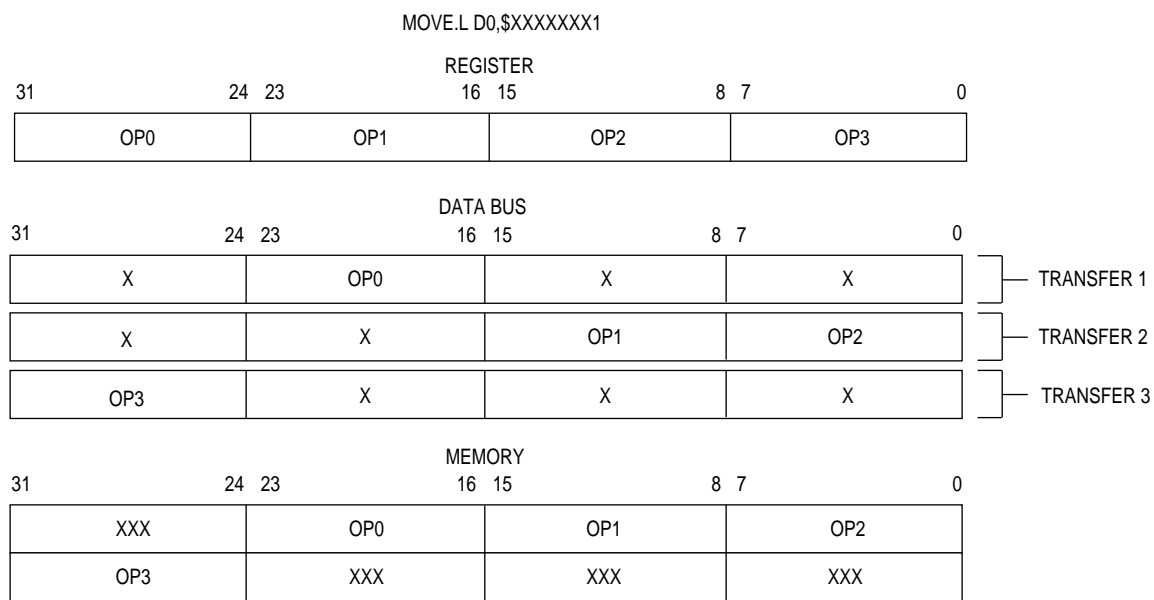 MOVE.L D0,$XXXXXXX1
REGISTER
31 24 23 16 15 8 7 0
OP0 OP1 OP2 OP3
DATA BUS
31 24 23 16 15 8 7 0
X OP0 X X TRANSFER 1
X X OP1 OP2 TRANSFER 2
OP3 X X X TRANSFER 3
MEMORY
31 24 23 16 15 8 7 0
XXX OP0 OP1 OP2
OP3 XXX XXX XXX